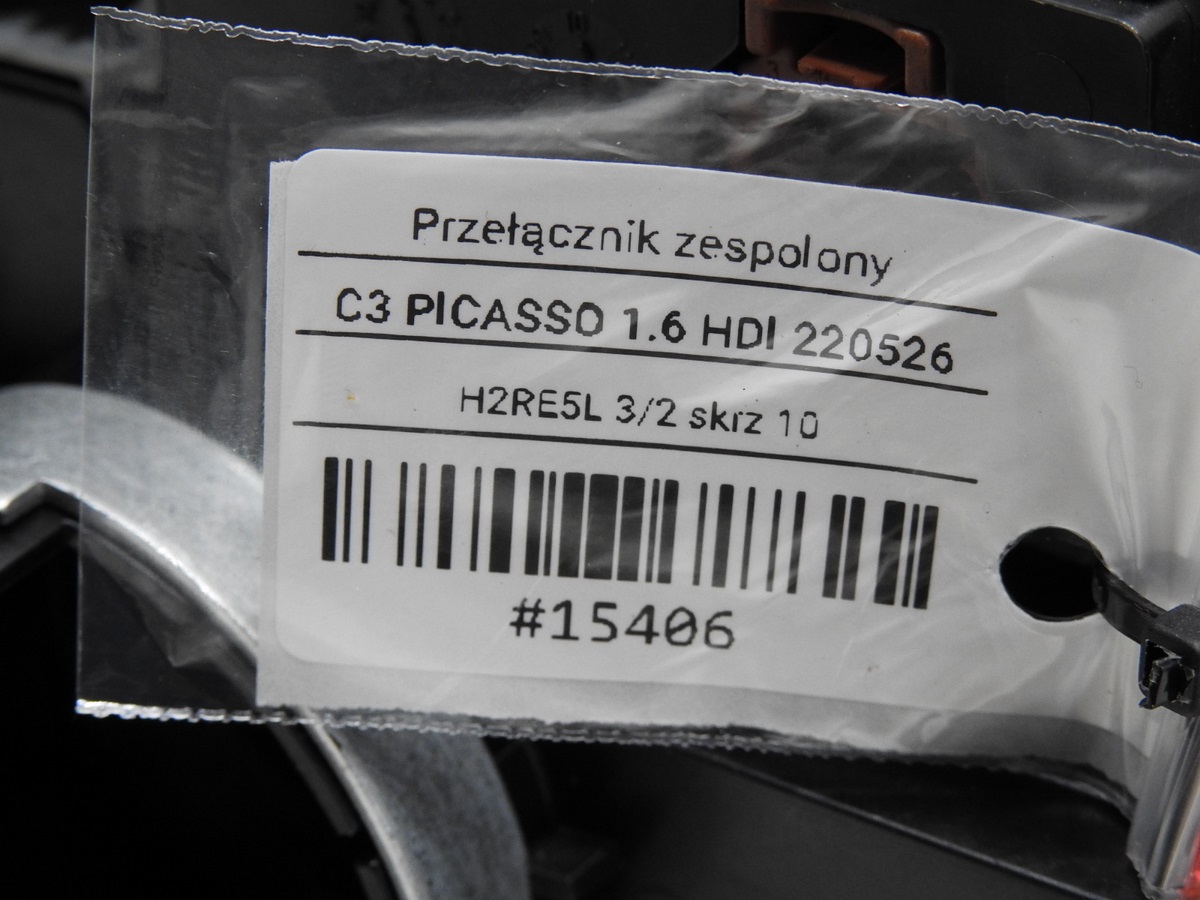 Przełącznik zespolony
C3 PICASSO 1.6 HDI 220526
H2RE5L 3/2 skrz 10
#15406